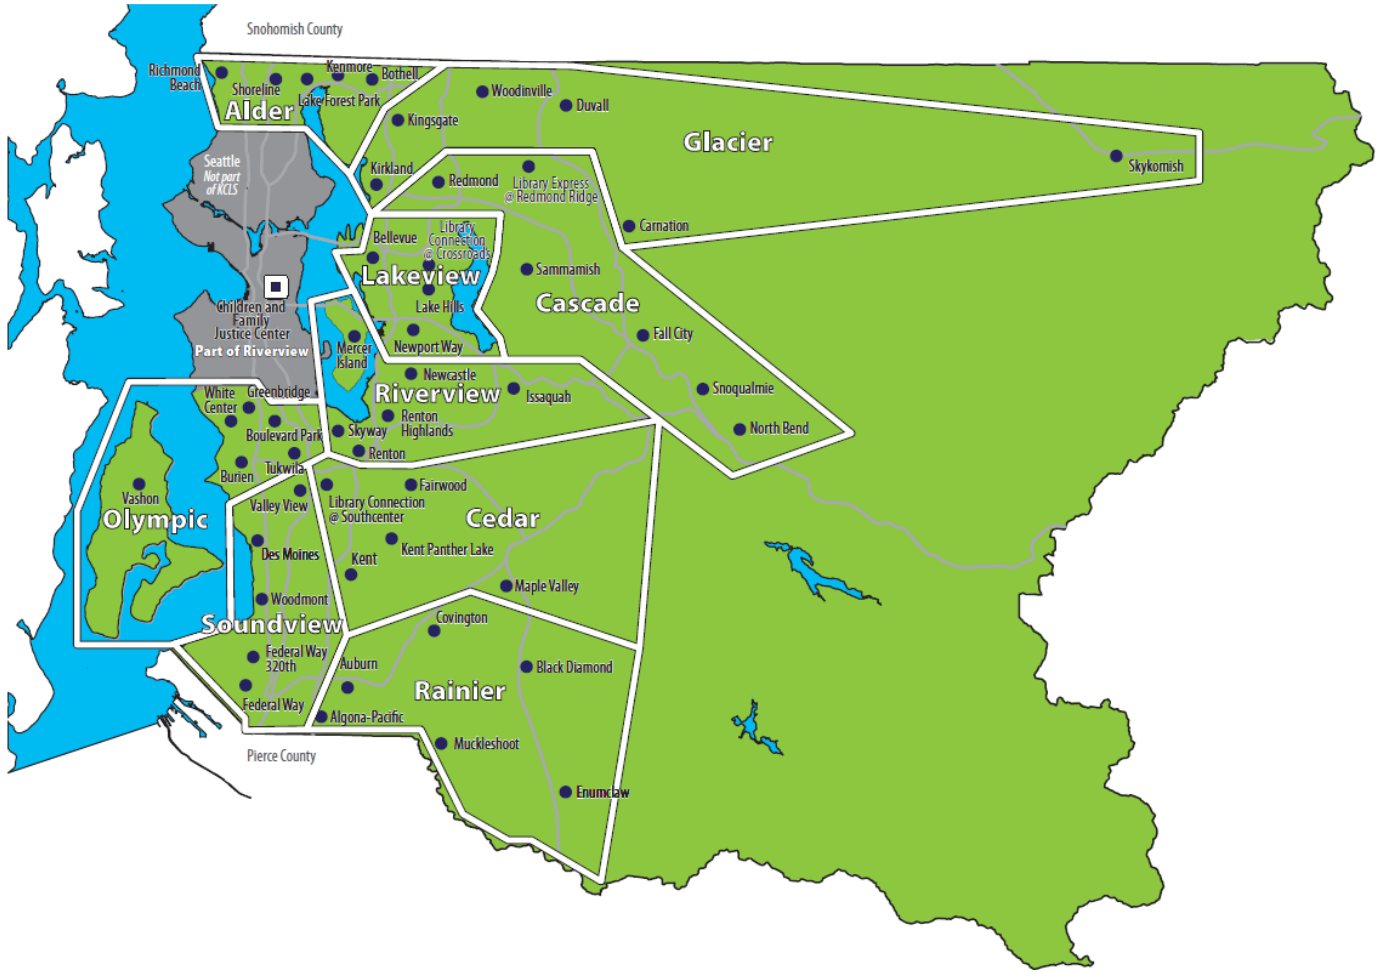 Snohomish County
Richmond
Beach
Shoreline
Kenmore
Bothell
Lake Forest Park
Alder
Woodinville
Duvall
Kingsgate
Glacier
Skykomish
Seattle
Not part
of KCLS
Kirkland
Redmond
Library Express
@ Redmond Ridge
Carnation
Bellevue
Library
Connection
@ Crossroads
Lakeview
Lake Hills
Sammamish
Cascade
Children and
Family
Justice Center
Part of Riverview
Mercer
Island
Newport Way
Fall City
Newcastle
Riverview
Issaquah
Snoqualmie
North Bend
White
Center
Greenbridge
Boulevard Park
Skyway
Renton
Highlands
Renton
Burien
Tukwila
Vashon
Olympic
Valley View
Library Connection
@ Southcenter
Fairwood
Cedar
Des Moines
Kent
Kent Panther Lake
Maple Valley
Woodmont
Soundview
Covington
Federal Way
320th
Auburn
Black Diamond
Rainier
Federal Way
Algona-Pacific
Muckleshoot
Pierce County
Enumclaw